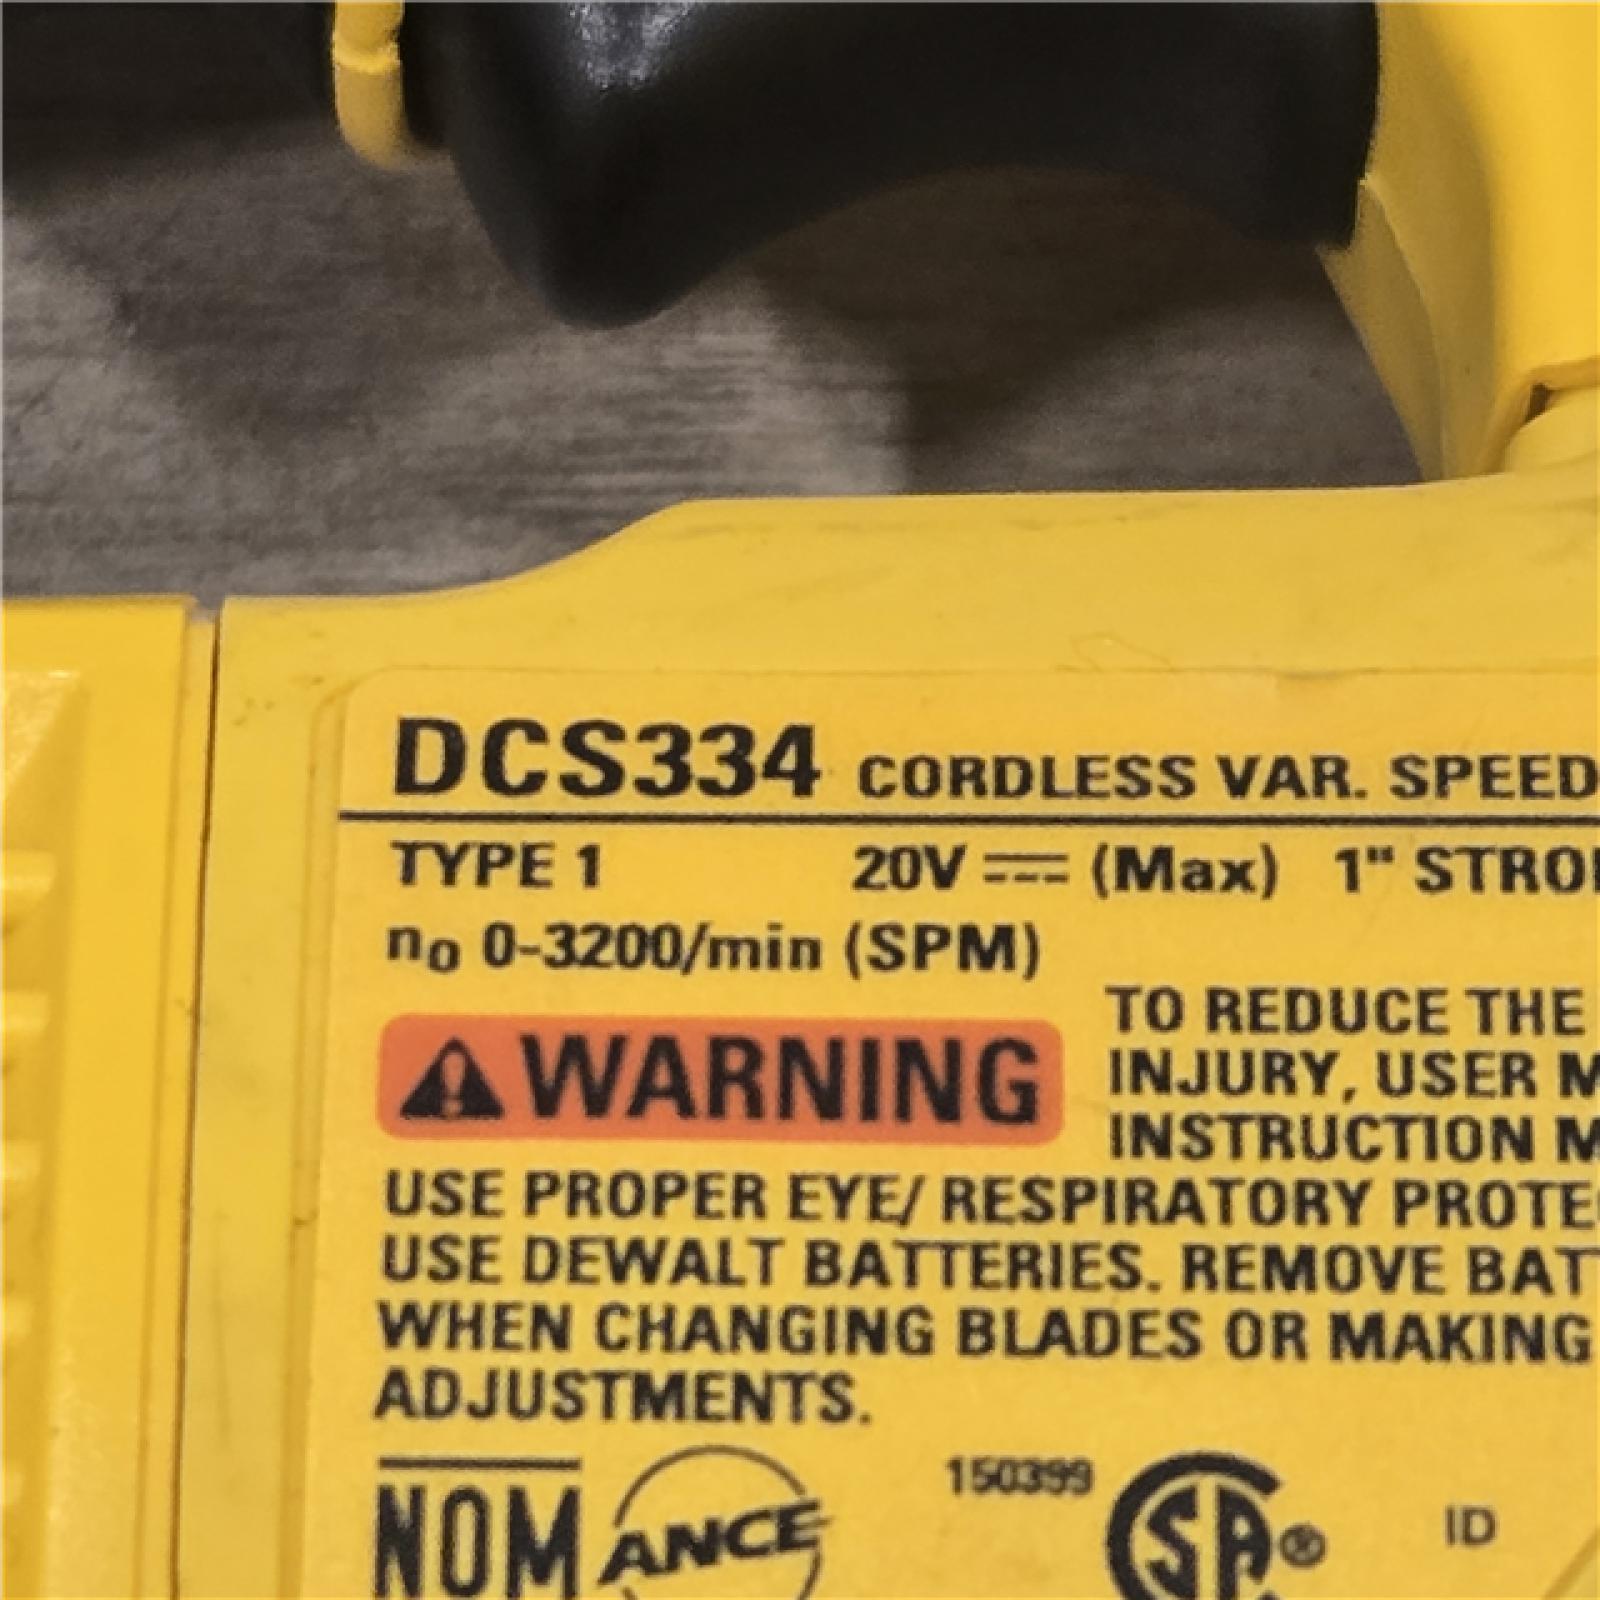 DCS334 CORDLESS VAR. SPEED
TYPE 1 20V ⎓ (Max) 1" STRO
n₀ 0-3200/min (SPM)
WARNING TO REDUCE THE
INJURY, USER M
INSTRUCTION M
USE PROPER EYE/ RESPIRATORY PROTE
USE DEWALT BATTERIES. REMOVE BAT
WHEN CHANGING BLADES OR MAKING
ADJUSTMENTS.
NOM ANCE 150399 SA® ID